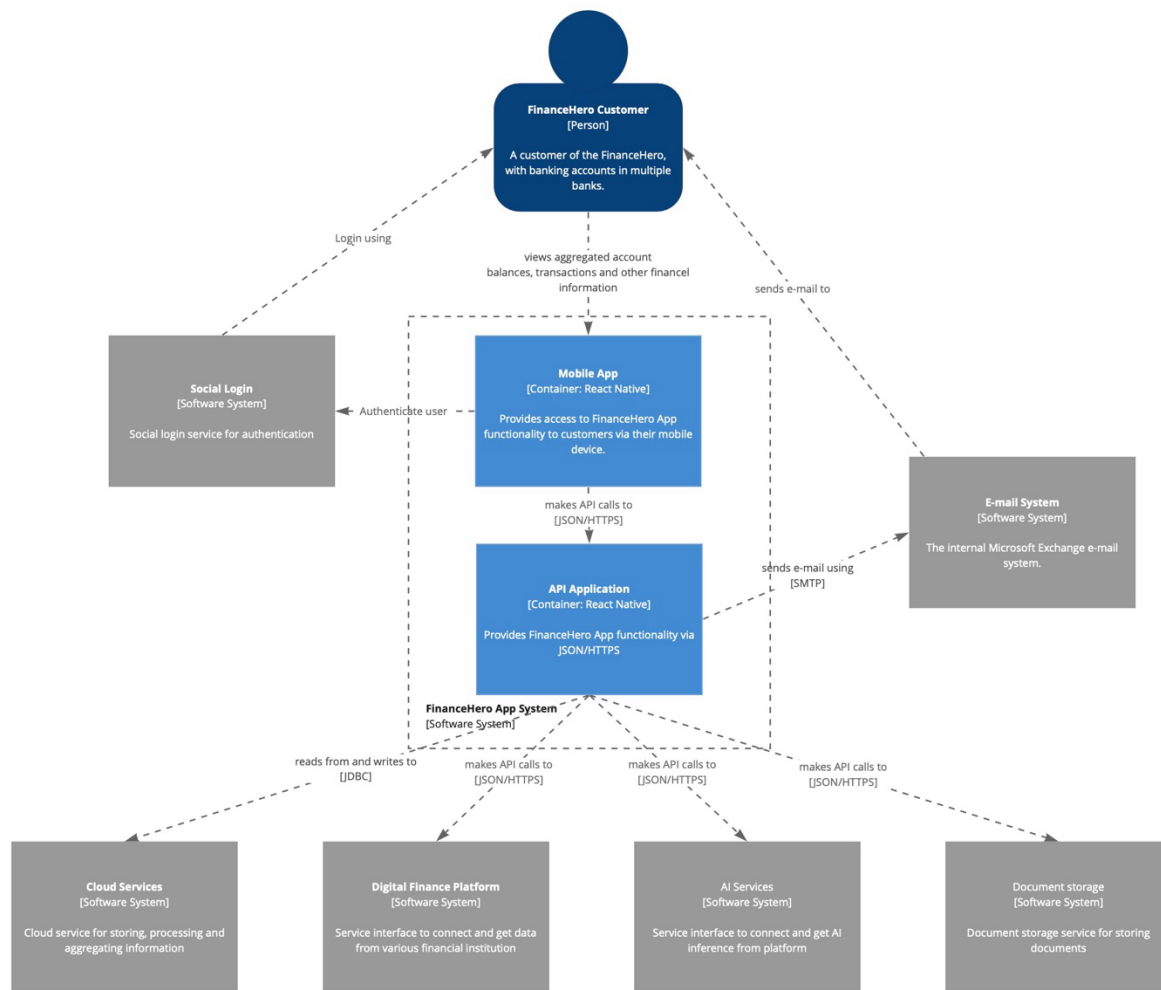 FinanceHero Customer
[Person]
A customer of the FinanceHero,
with banking accounts in multiple
banks.
Login using
views aggregated account
balances, transactions and other financel
information
sends e-mail to
Social Login
[Software System]
Social login service for authentication
Authenticate user
Mobile App
[Container: React Native]
Provides access to FinanceHero App
functionality to customers via their mobile
device.
makes API calls to
[JSON/HTTPS]
E-mail System
[Software System]
The internal Microsoft Exchange e-mail
system.
sends e-mail using
[SMTP]
API Application
[Container: React Native]
Provides FinanceHero App functionality via
JSON/HTTPS
FinanceHero App System
[Software System]
reads from and writes to
[JDBC]
makes API calls to
[JSON/HTTPS]
makes API calls to
[JSON/HTTPS]
makes API calls to
[JSON/HTTPS]
Cloud Services
[Software System]
Cloud service for storing, processing and
aggregating information
Digital Finance Platform
[Software System]
Service interface to connect and get data
from various financial institution
AI Services
[Software System]
Service interface to connect and get AI
inference from platform
Document storage
[Software System]
Document storage service for storing
documents